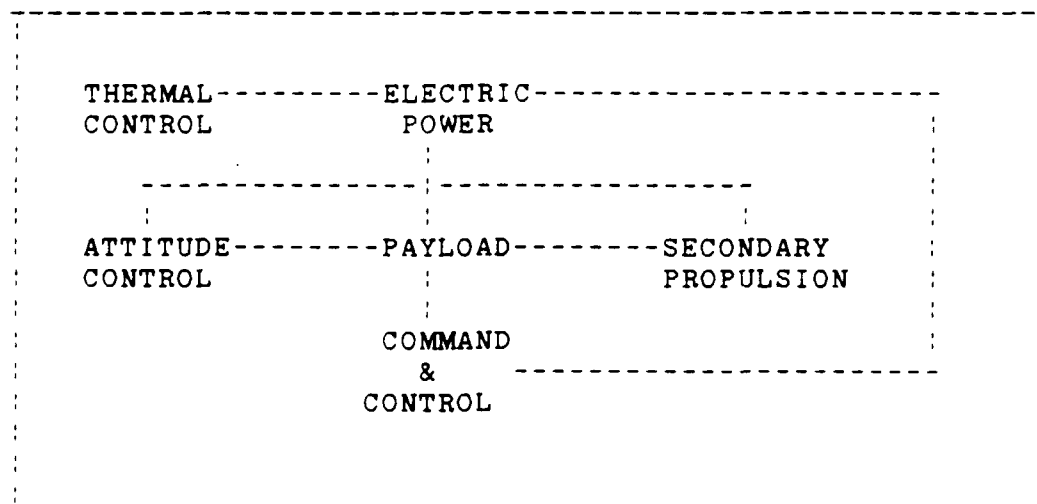 THERMAL---------ELECTRIC----------------------
CONTROL POWER
ATTITUDE--------PAYLOAD--------SECONDARY
CONTROL PROPULSION
COMMAND
&
CONTROL